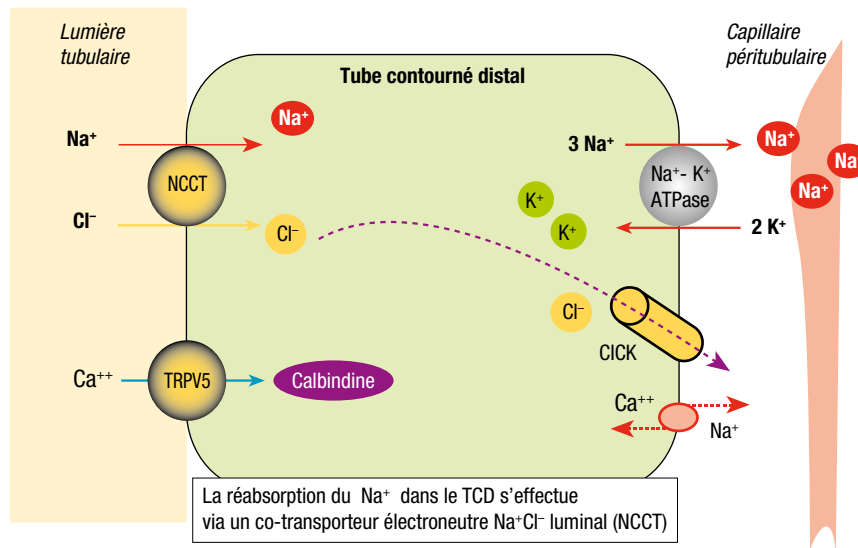 Lumière
tubulaire
Capillaire
péritubulaire
Tube contourné distal
Na⁺
Na⁺
3 Na⁺
Na⁺
Na
Na⁺
NCCT
Na⁺- K⁺
ATPase
K⁺
K⁺
2 K⁺
Cl⁻
Cl⁻
Cl⁻
ClCK
Ca⁺⁺
TRPV5
Calbindine
Ca⁺⁺
Na⁺
La réabsorption du Na⁺ dans le TCD s’effectue
via un co-transporteur électroneutre Na⁺Cl⁻ luminal (NCCT)